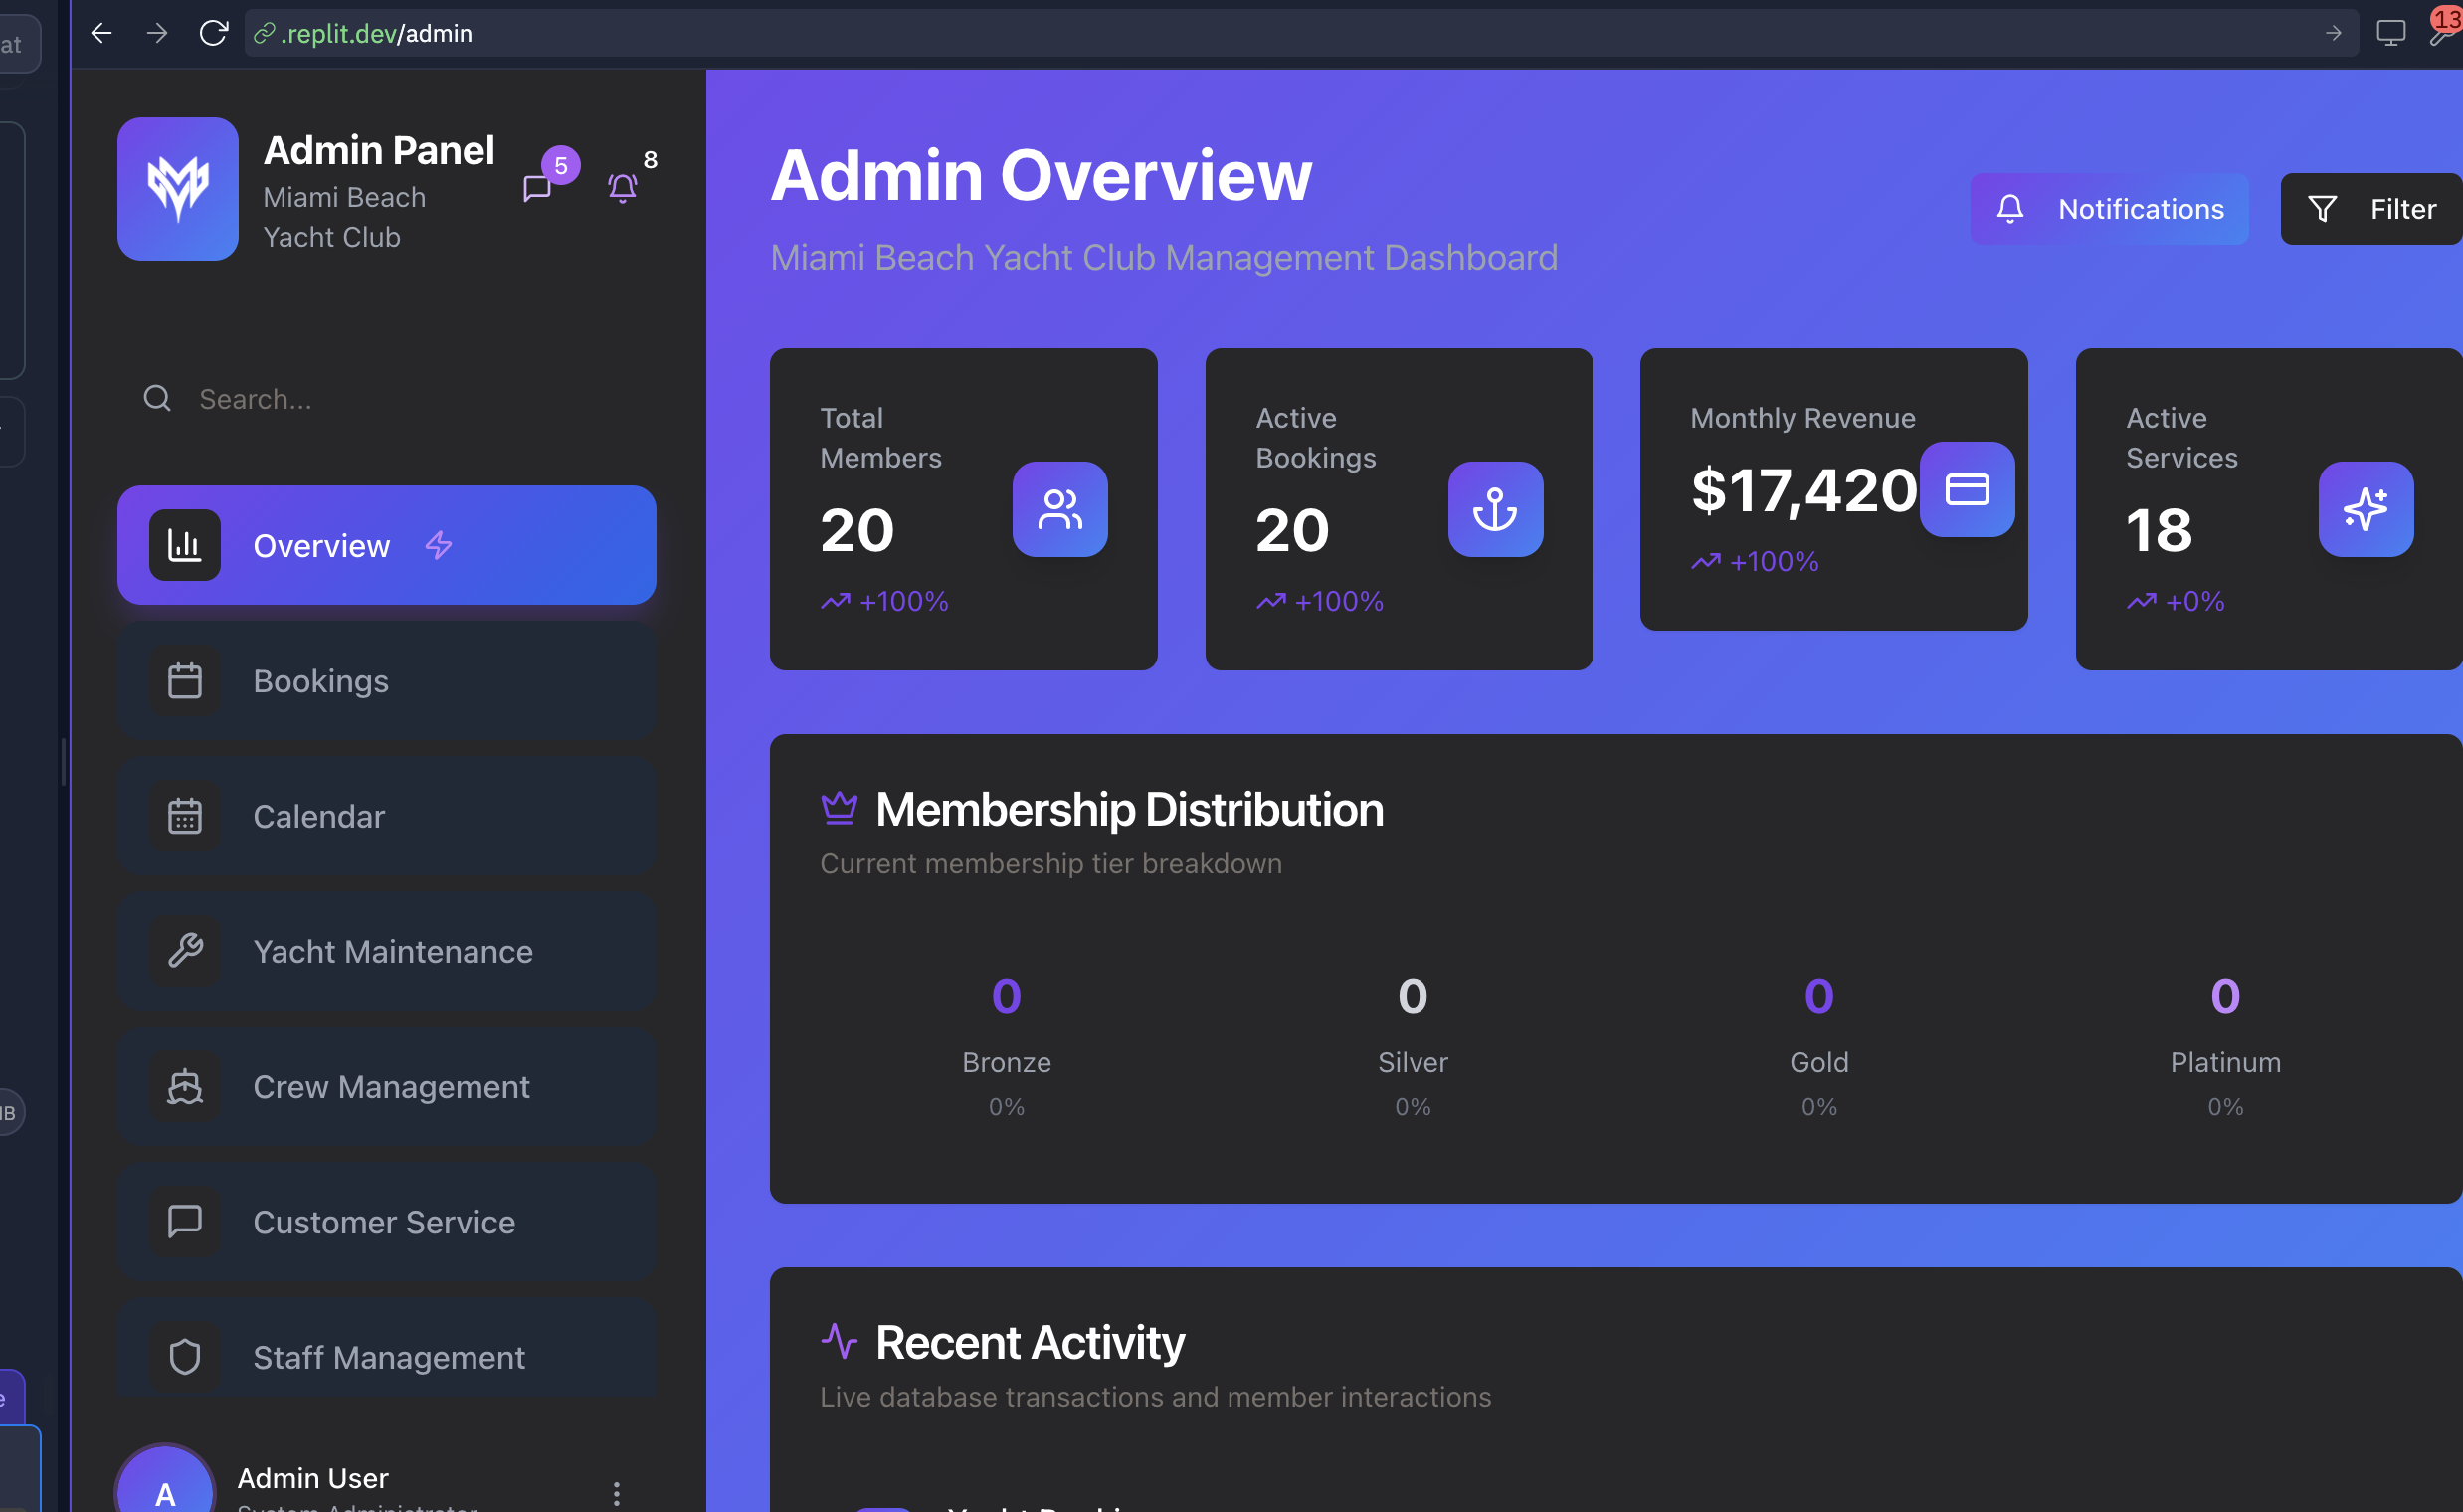 at
.replit.dev/admin
13
Admin Panel
Miami Beach
Yacht Club
5
8
Search...
Overview
Bookings
Calendar
Yacht Maintenance
Crew Management
Customer Service
Staff Management
A
Admin User
System Administrator
Admin Overview
Miami Beach Yacht Club Management Dashboard
Notifications
Filter
Total
Members
20
+100%
Active
Bookings
20
+100%
Monthly Revenue
$17,420
+100%
Active
Services
18
+0%
Membership Distribution
Current membership tier breakdown
0
Bronze
0%
0
Silver
0%
0
Gold
0%
0
Platinum
0%
Recent Activity
Live database transactions and member interactions